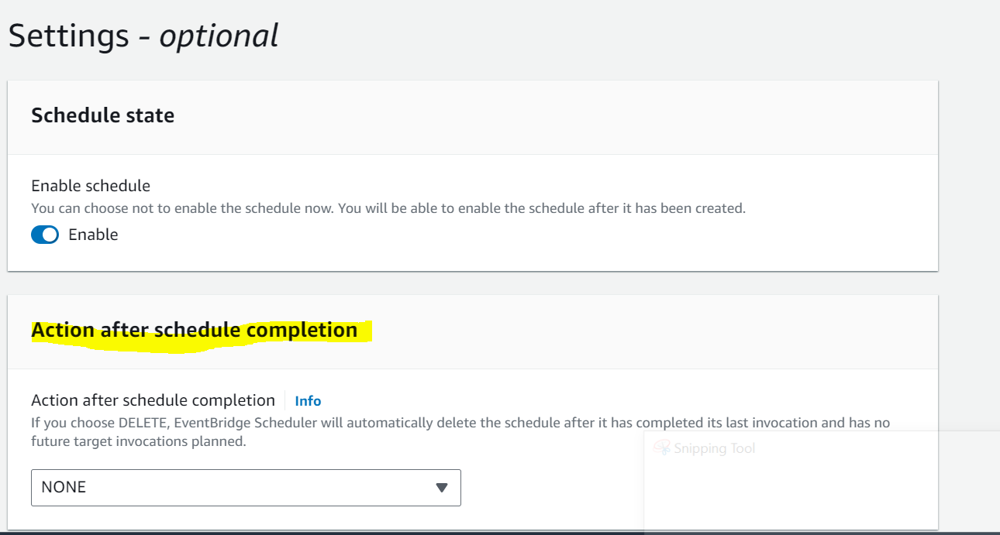 Settings - optional
Schedule state
Enable schedule
You can choose not to enable the schedule now. You will be able to enable the schedule after it has been created.
Enable
Action after schedule completion
Action after schedule completion Info
If you choose DELETE, EventBridge Scheduler will automatically delete the schedule after it has completed its last invocation and has no
future target invocations planned.
Snipping Tool
NONE